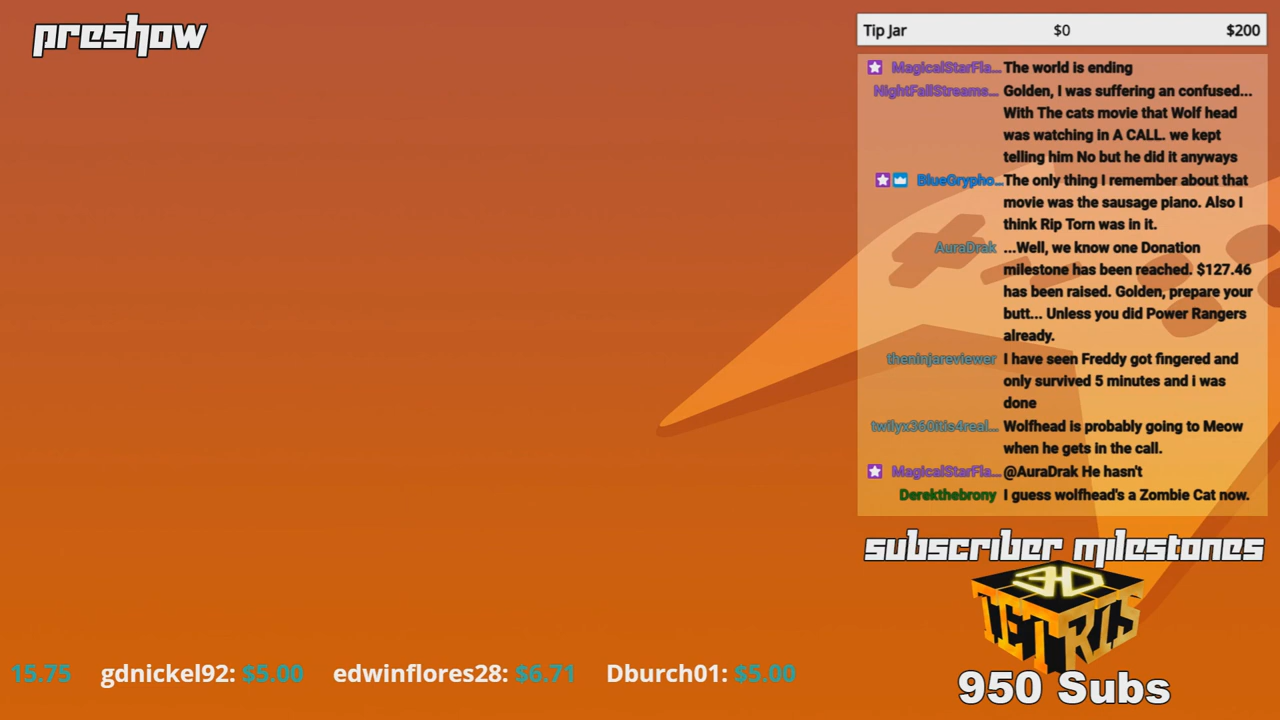 preshow
Tip Jar $0 $200
MagicalStarFla... The world is ending
NightFallStreams... Golden, I was suffering an confused...
With The cats movie that Wolf head
was watching in A CALL. we kept
telling him No but he did it anyways
BlueGrypho... The only thing I remember about that
movie was the sausage piano. Also I
think Rip Torn was in it.
AuraDrak ...Well, we know one Donation
milestone has been reached. $127.46
has been raised. Golden, prepare your
butt... Unless you did Power Rangers
already.
theninjareviewer I have seen Freddy got fingered and
only survived 5 minutes and i was
done
twilyx360itis4real... Wolfhead is probably going to Meow
when he gets in the call.
MagicalStarFla... @AuraDrak He hasn't
Derekthebrony I guess wolfhead's a Zombie Cat now.
subscriber milestones
3D
TETRIS
950 Subs
15.75 gdnickel92: $5.00 edwinflores28: $6.71 Dburch01: $5.00